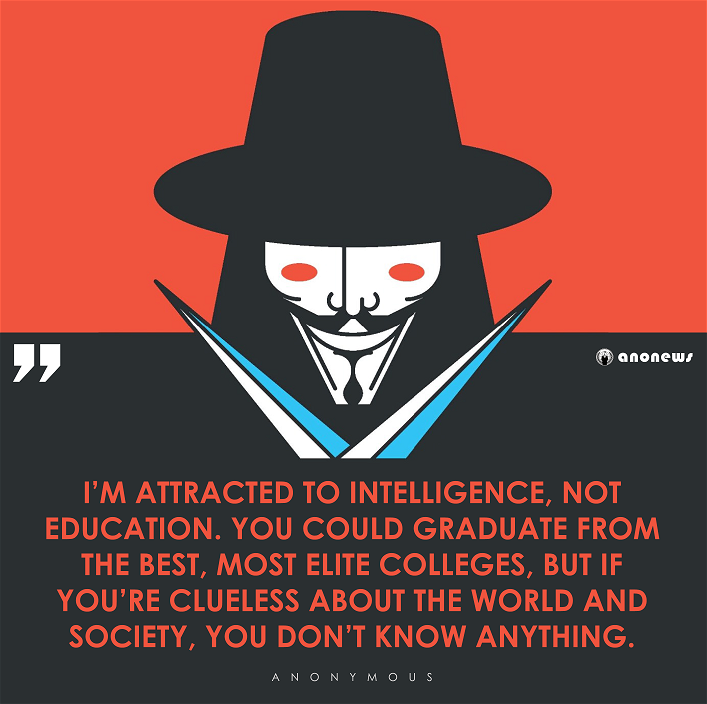 ”
anonews
I’M ATTRACTED TO INTELLIGENCE, NOT
EDUCATION. YOU COULD GRADUATE FROM
THE BEST, MOST ELITE COLLEGES, BUT IF
YOU’RE CLUELESS ABOUT THE WORLD AND
SOCIETY, YOU DON’T KNOW ANYTHING.
ANONYMOUS